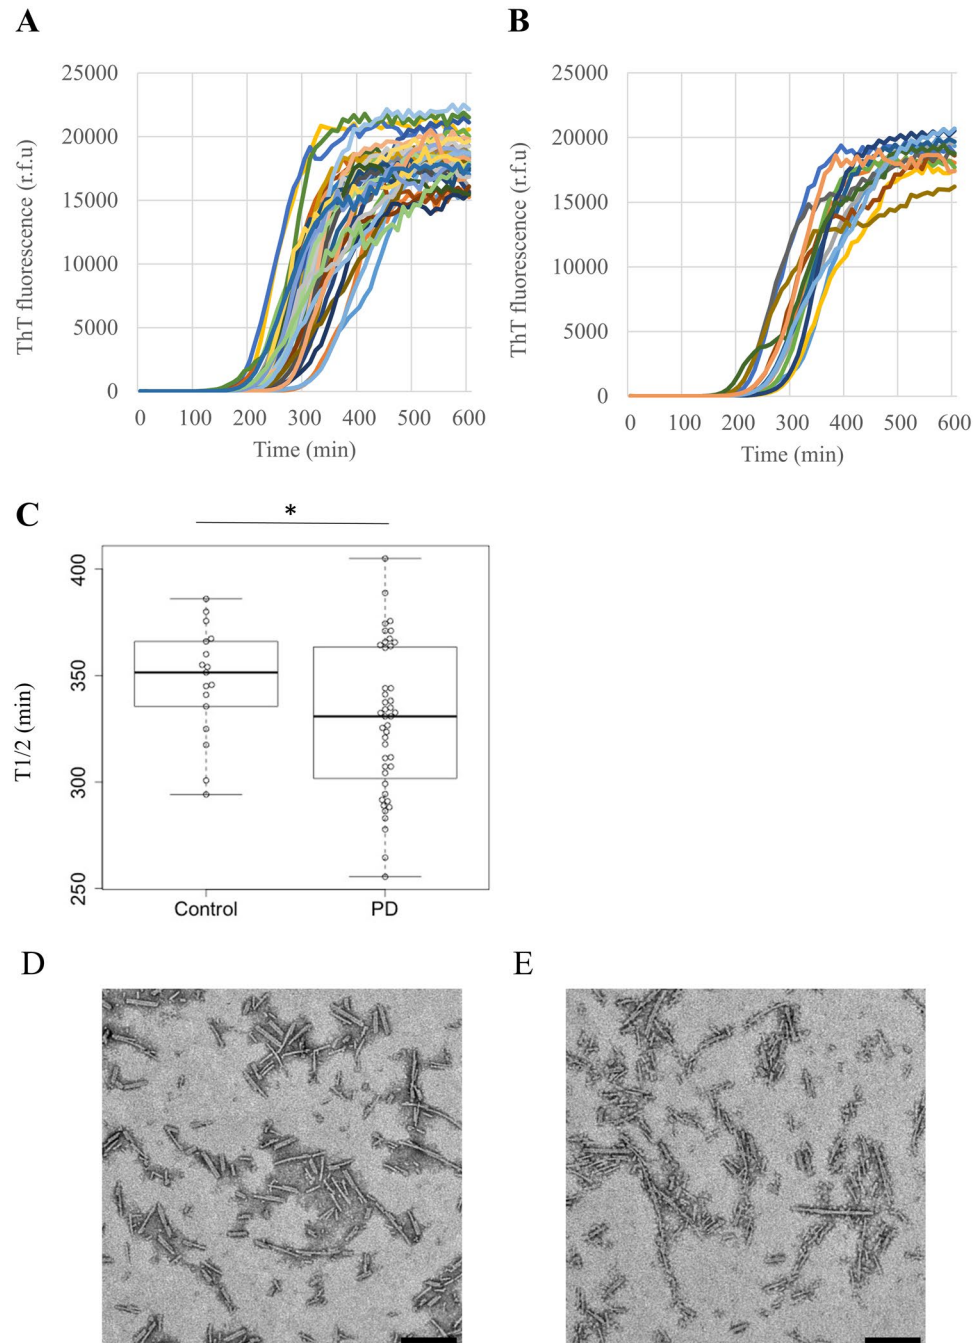 A
B
25000
20000
15000
10000
5000
0
ThT fluorescence (r.f.u)
0 100 200 300 400 500 600
Time (min)
25000
20000
15000
10000
5000
0
ThT fluorescence (r.f.u)
0 100 200 300 400 500 600
Time (min)
C
*
400
350
300
250
T1/2 (min)
Control PD
D
E